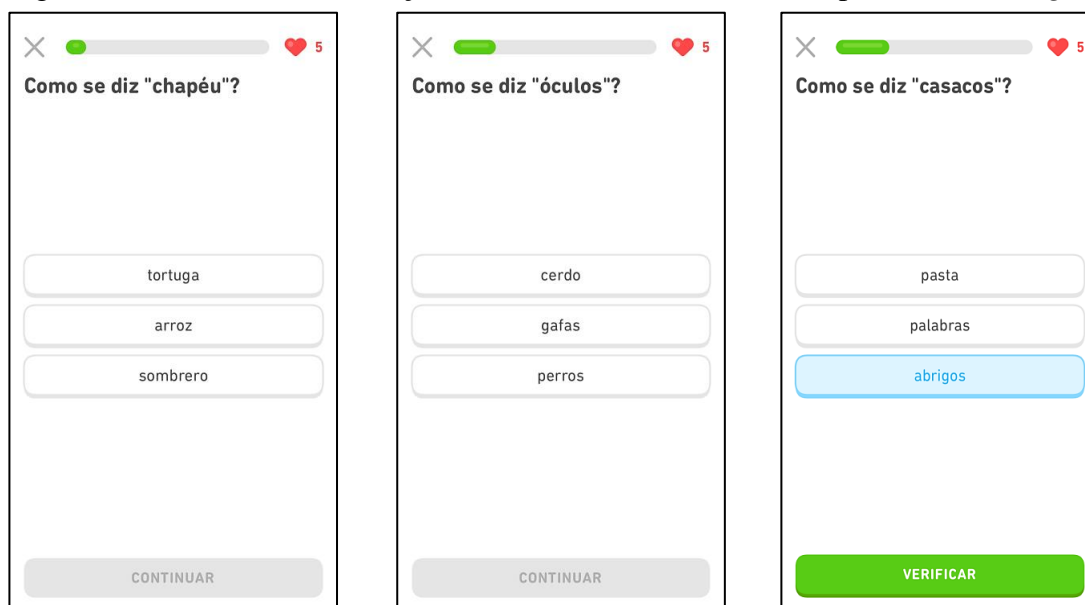 5
Como se diz "chapéu"?
tortuga
arroz
sombrero
CONTINUAR
5
Como se diz "óculos"?
cerdo
gafas
perros
CONTINUAR
5
Como se diz "casacos"?
pasta
palabras
abrigos
VERIFICAR